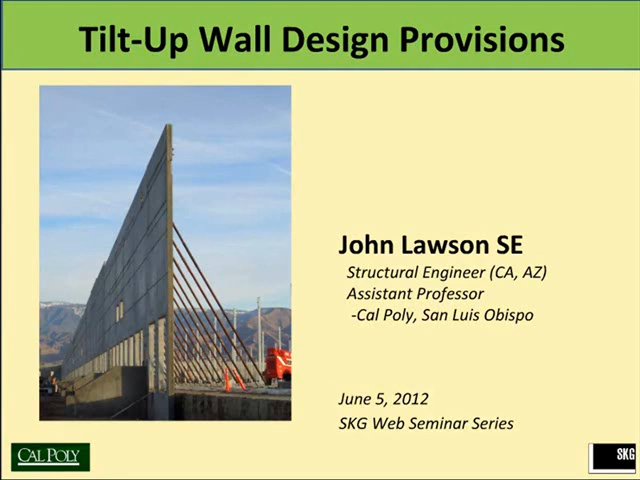 Tilt-Up Wall Design Provisions
John Lawson SE
Structural Engineer (CA, AZ)
Assistant Professor
-Cal Poly, San Luis Obispo
June 5, 2012
SKG Web Seminar Series
CAL POLY
SKG